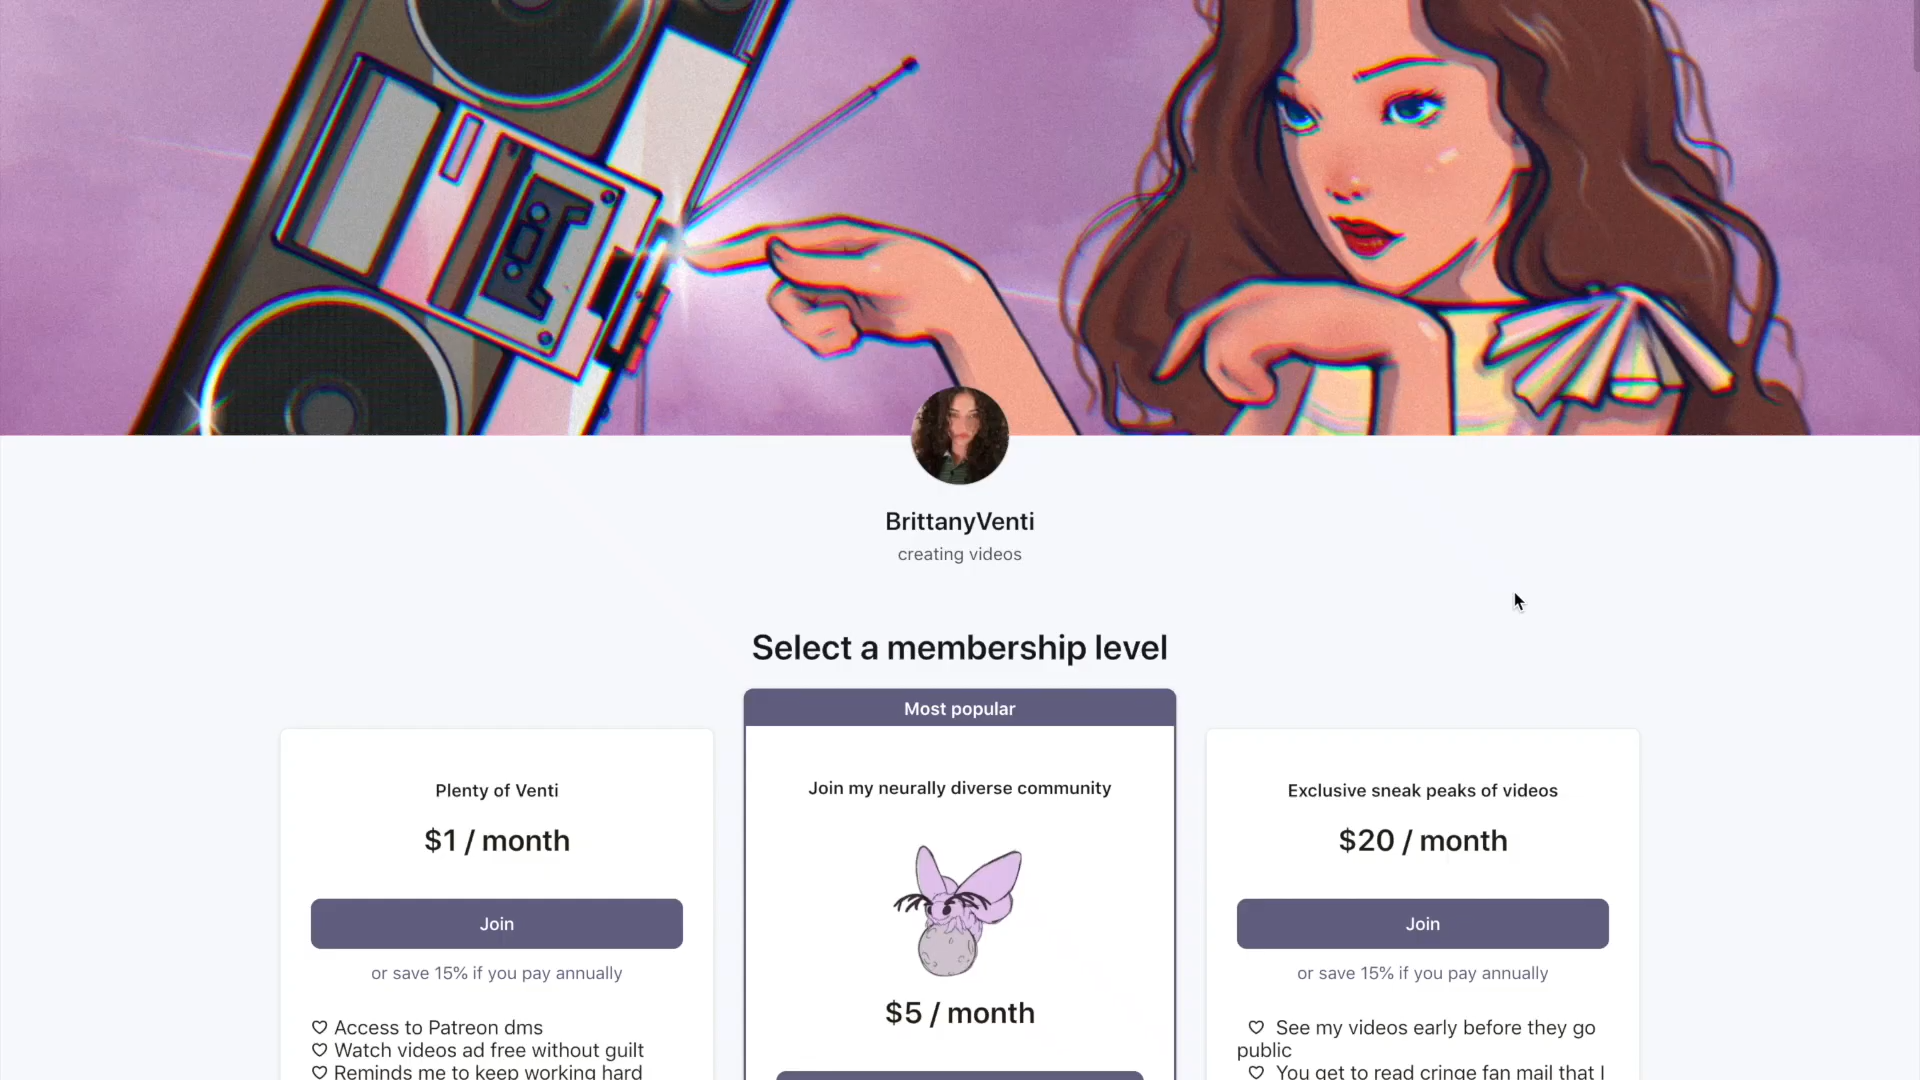 BrittanyVenti
creating videos
Select a membership level
Most popular
Plenty of Venti
$1 / month
Join
or save 15% if you pay annually
♡ Access to Patreon dms
♡ Watch videos ad free without guilt
♡ Reminds me to keep working hard
Join my neurally diverse community
$5 / month
Exclusive sneak peaks of videos
$20 / month
Join
or save 15% if you pay annually
♡ See my videos early before they go
public
♡ You get to read cringe fan mail that I